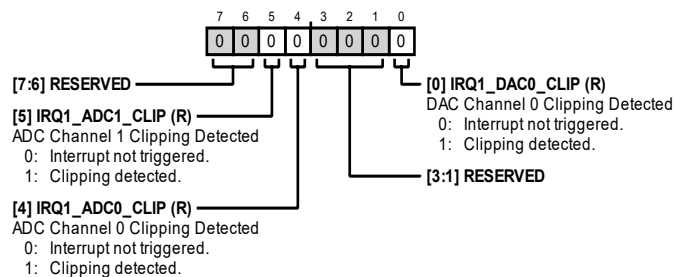 7 6 5 4 3 2 1 0
0 0 0 0 0 0 0 0
[7:6] RESERVED
[5] IRQ1_ADC1_CLIP (R)
ADC Channel 1 Clipping Detected
0: Interrupt not triggered.
1: Clipping detected.
[4] IRQ1_ADC0_CLIP (R)
ADC Channel 0 Clipping Detected
0: Interrupt not triggered.
1: Clipping detected.
[0] IRQ1_DAC0_CLIP (R)
DAC Channel 0 Clipping Detected
0: Interrupt not triggered.
1: Clipping detected.
[3:1] RESERVED